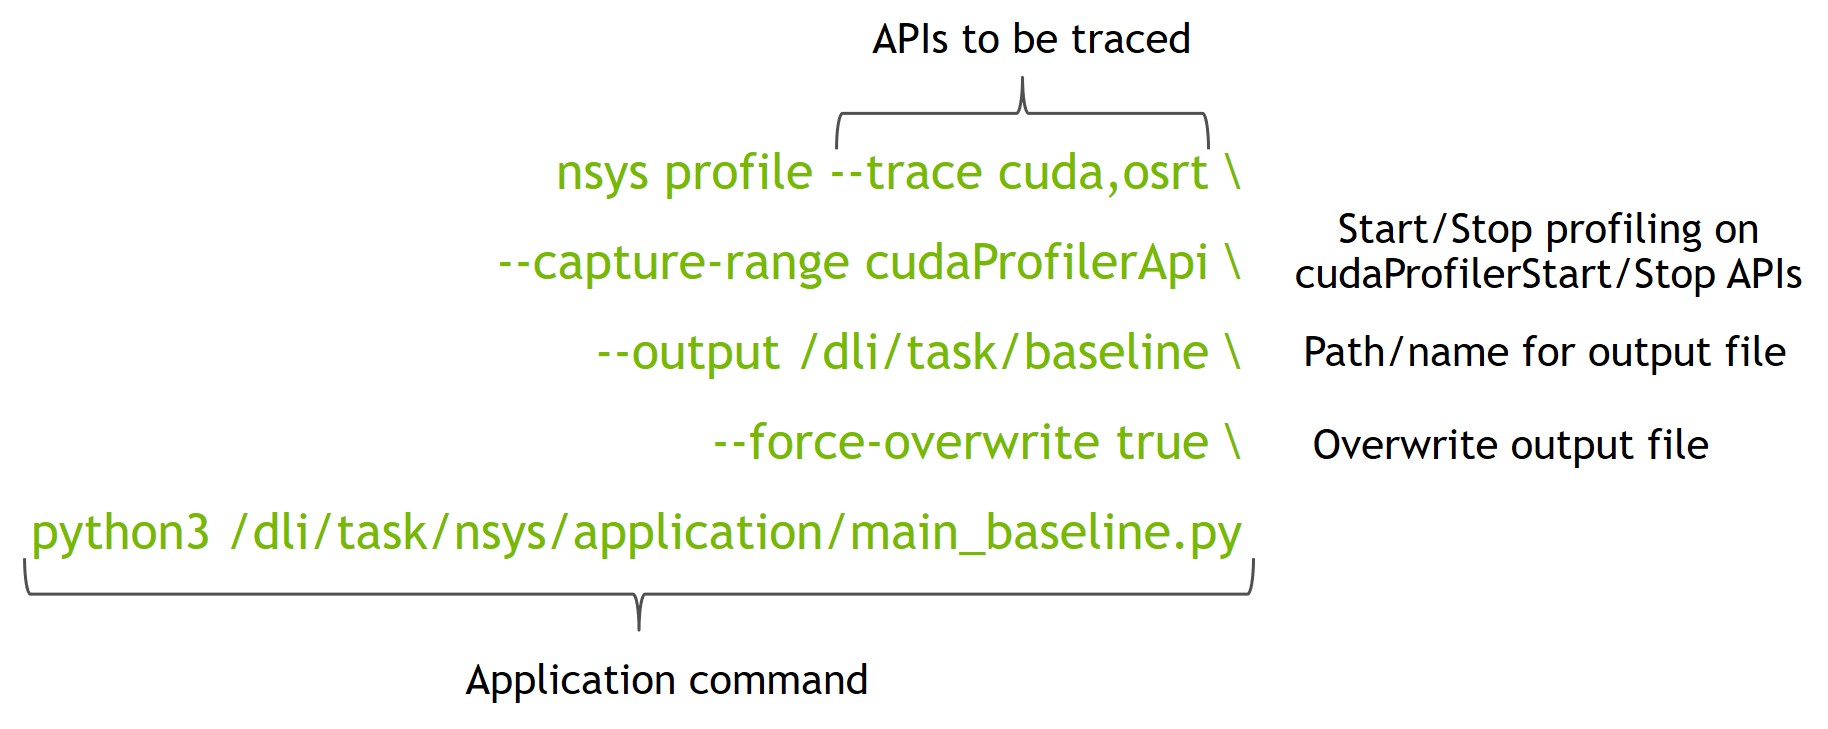 APIs to be traced
nsys profile --trace cuda,osrt \
--capture-range cudaProfilerApi \
Start/Stop profiling on
cudaProfilerStart/Stop APIs
--output /dli/task/baseline \
Path/name for output file
--force-overwrite true \
Overwrite output file
python3 /dli/task/nsys/application/main_baseline.py
Application command